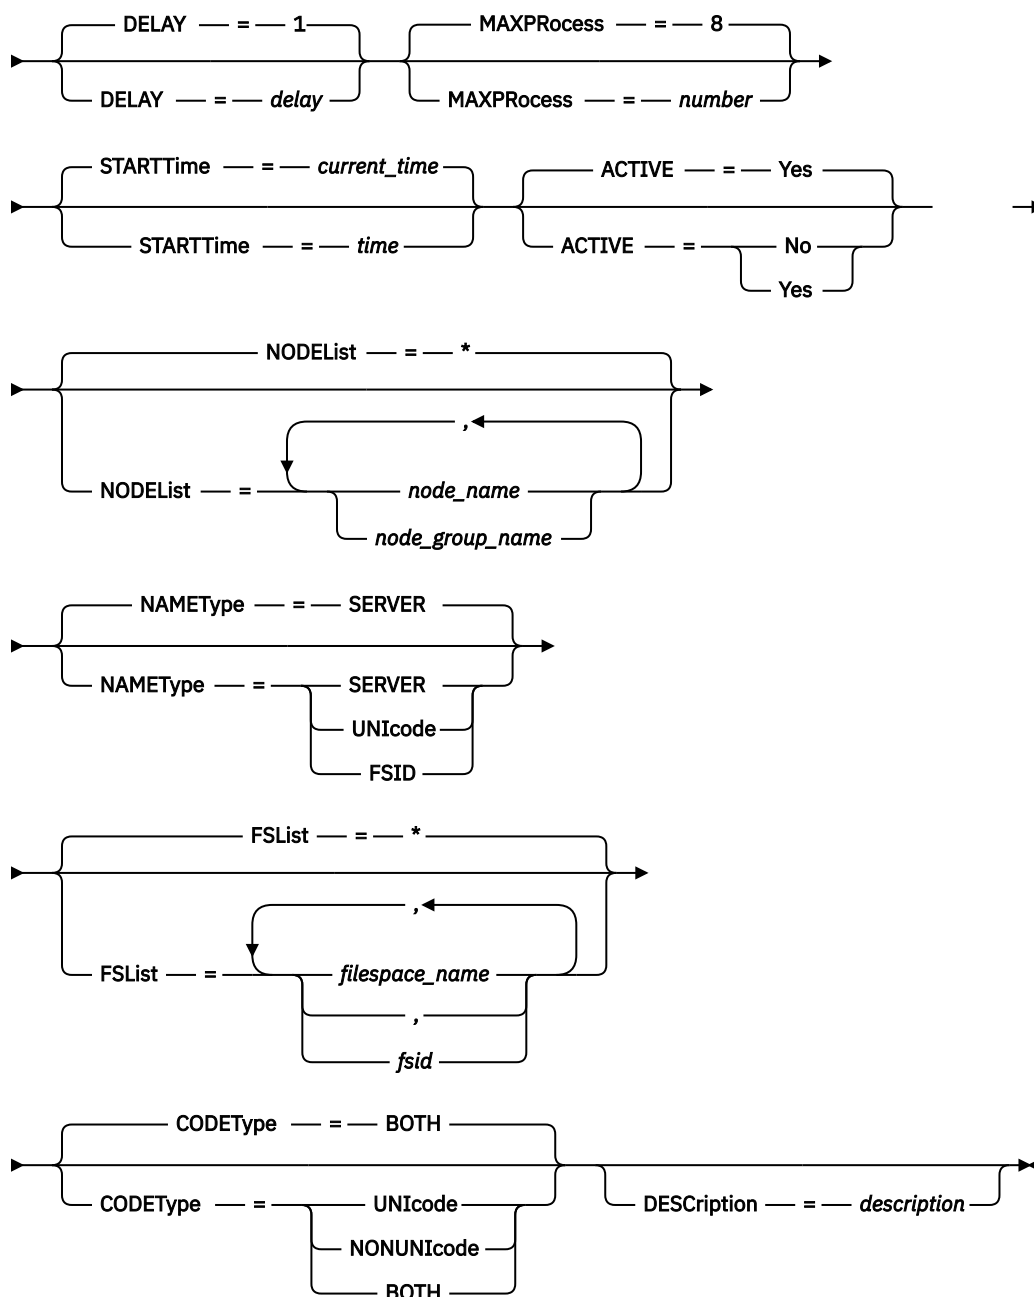 DELAY = 1 MAXPRocess = 8
DELAY = delay MAXPRocess = number
STARTTime = current_time ACTIVE = Yes
STARTTime = time ACTIVE = No
Yes
NODEList = *
,
NODEList = node_name
node_group_name
NAMEType = SERVER
NAMEType = SERVER
UNIcode
FSID
FSList = *
,
FSList = filespace_name
,
fsid
CODEType = BOTH
CODEType = UNIcode DESCription = description
NONUNIcode
BOTH